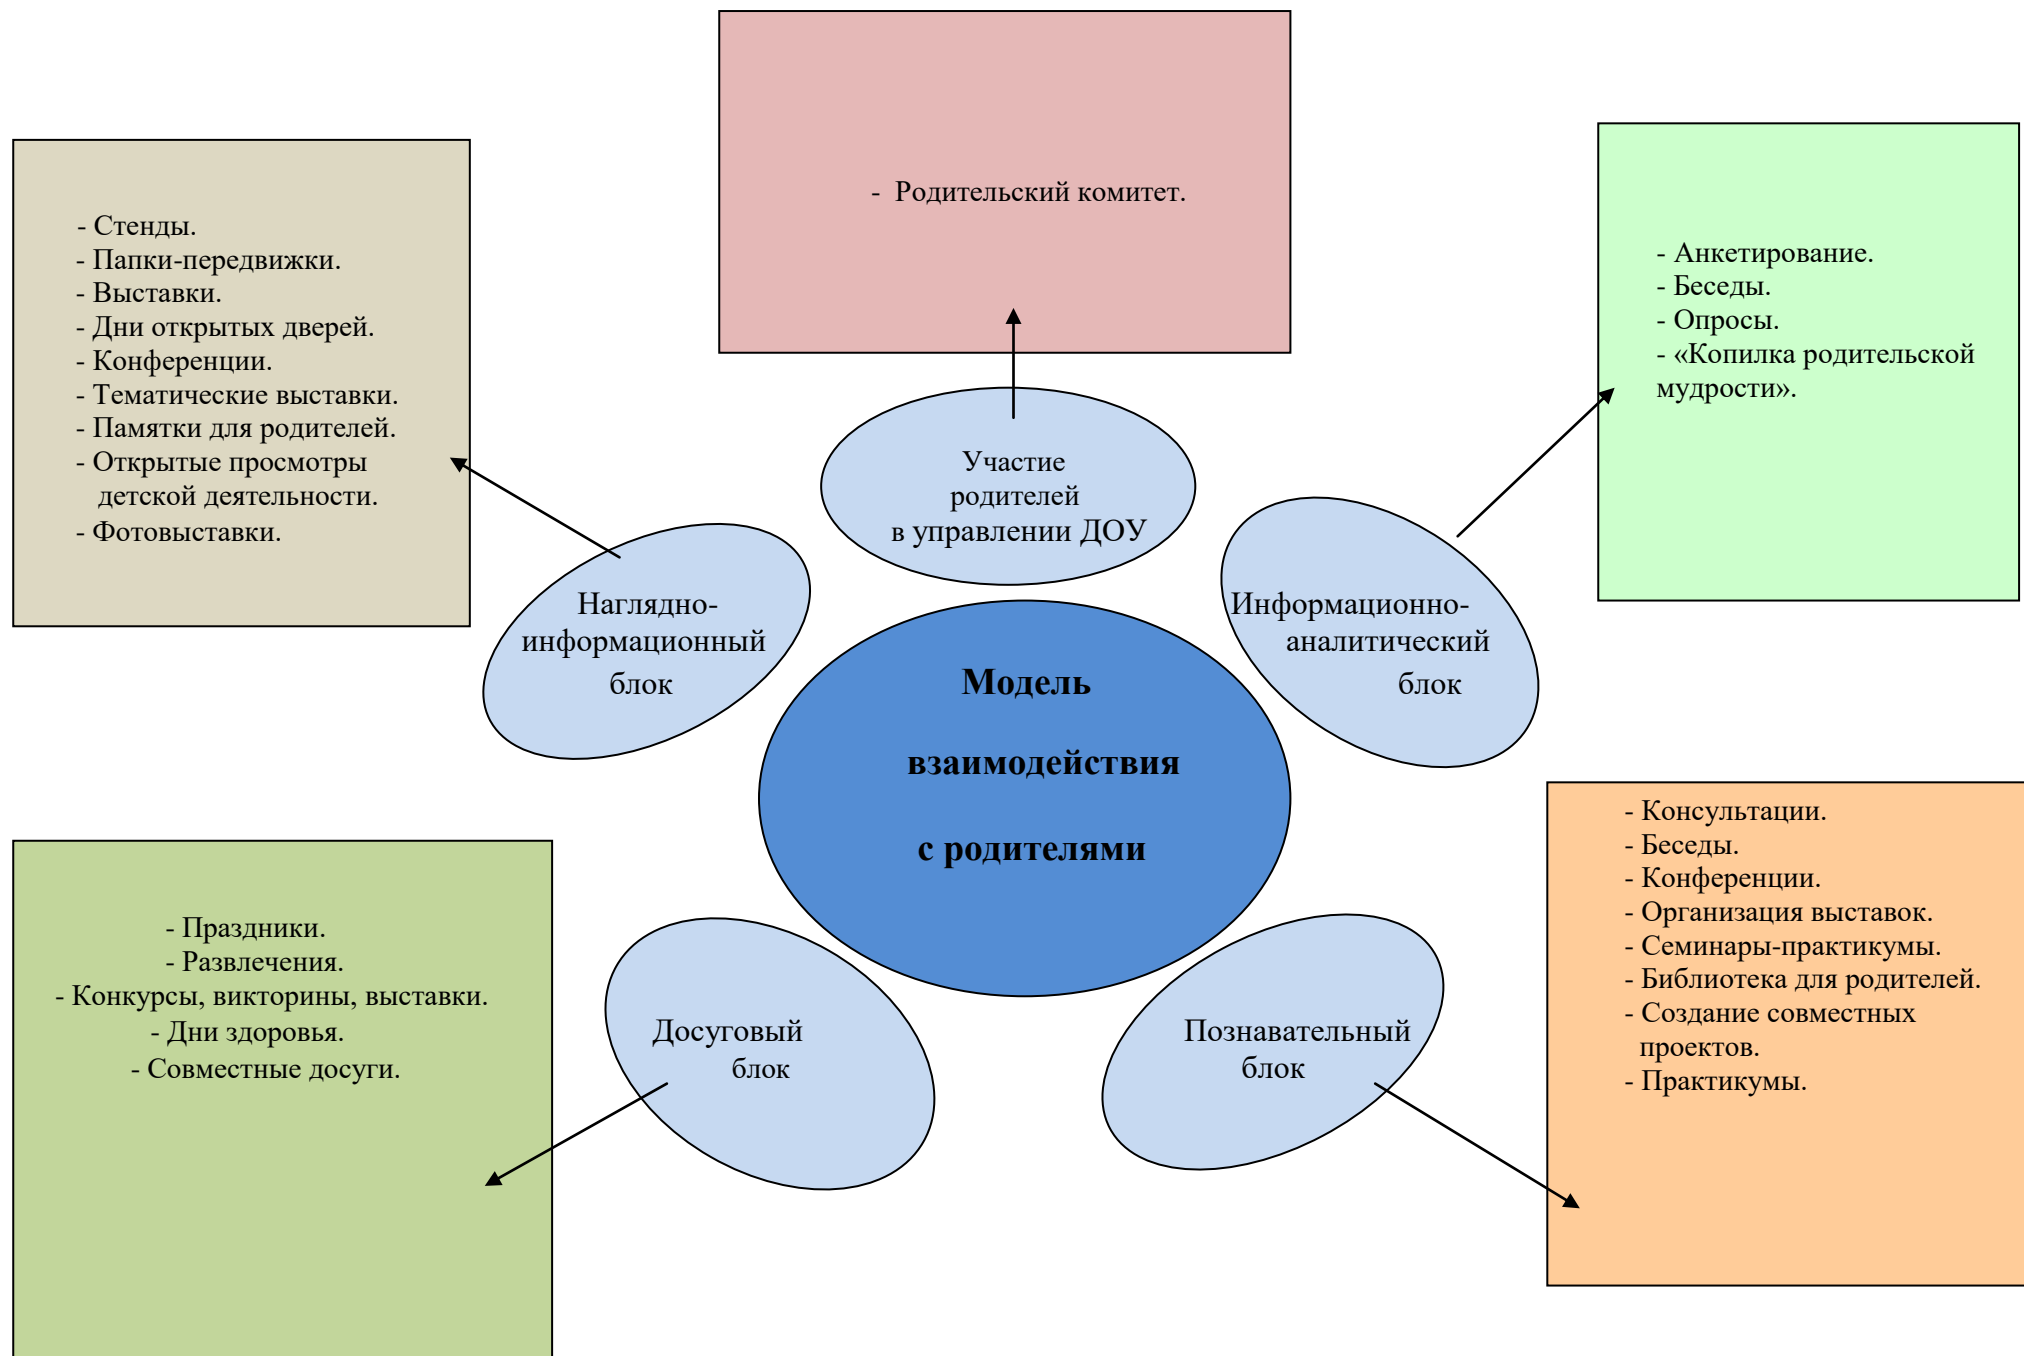 - Родительский комитет.
- Стенды.
- Папки-передвижки.
- Выставки.
- Дни открытых дверей.
- Конференции.
- Тематические выставки.
- Памятки для родителей.
- Открытые просмотры
детской деятельности.
- Фотовыставки.
- Анкетирование.
- Беседы.
- Опросы.
- «Копилка родительской
мудрости».
Участие
родителей
в управлении ДОУ
Наглядно-
информационный
блок
Информационно-
аналитический
блок
Модель
взаимодействия
с родителями
- Праздники.
- Развлечения.
- Конкурсы, викторины, выставки.
- Дни здоровья.
- Совместные досуги.
Досуговый
блок
Познавательный
блок
- Консультации.
- Беседы.
- Конференции.
- Организация выставок.
- Семинары-практикумы.
- Библиотека для родителей.
- Создание совместных
проектов.
- Практикумы.